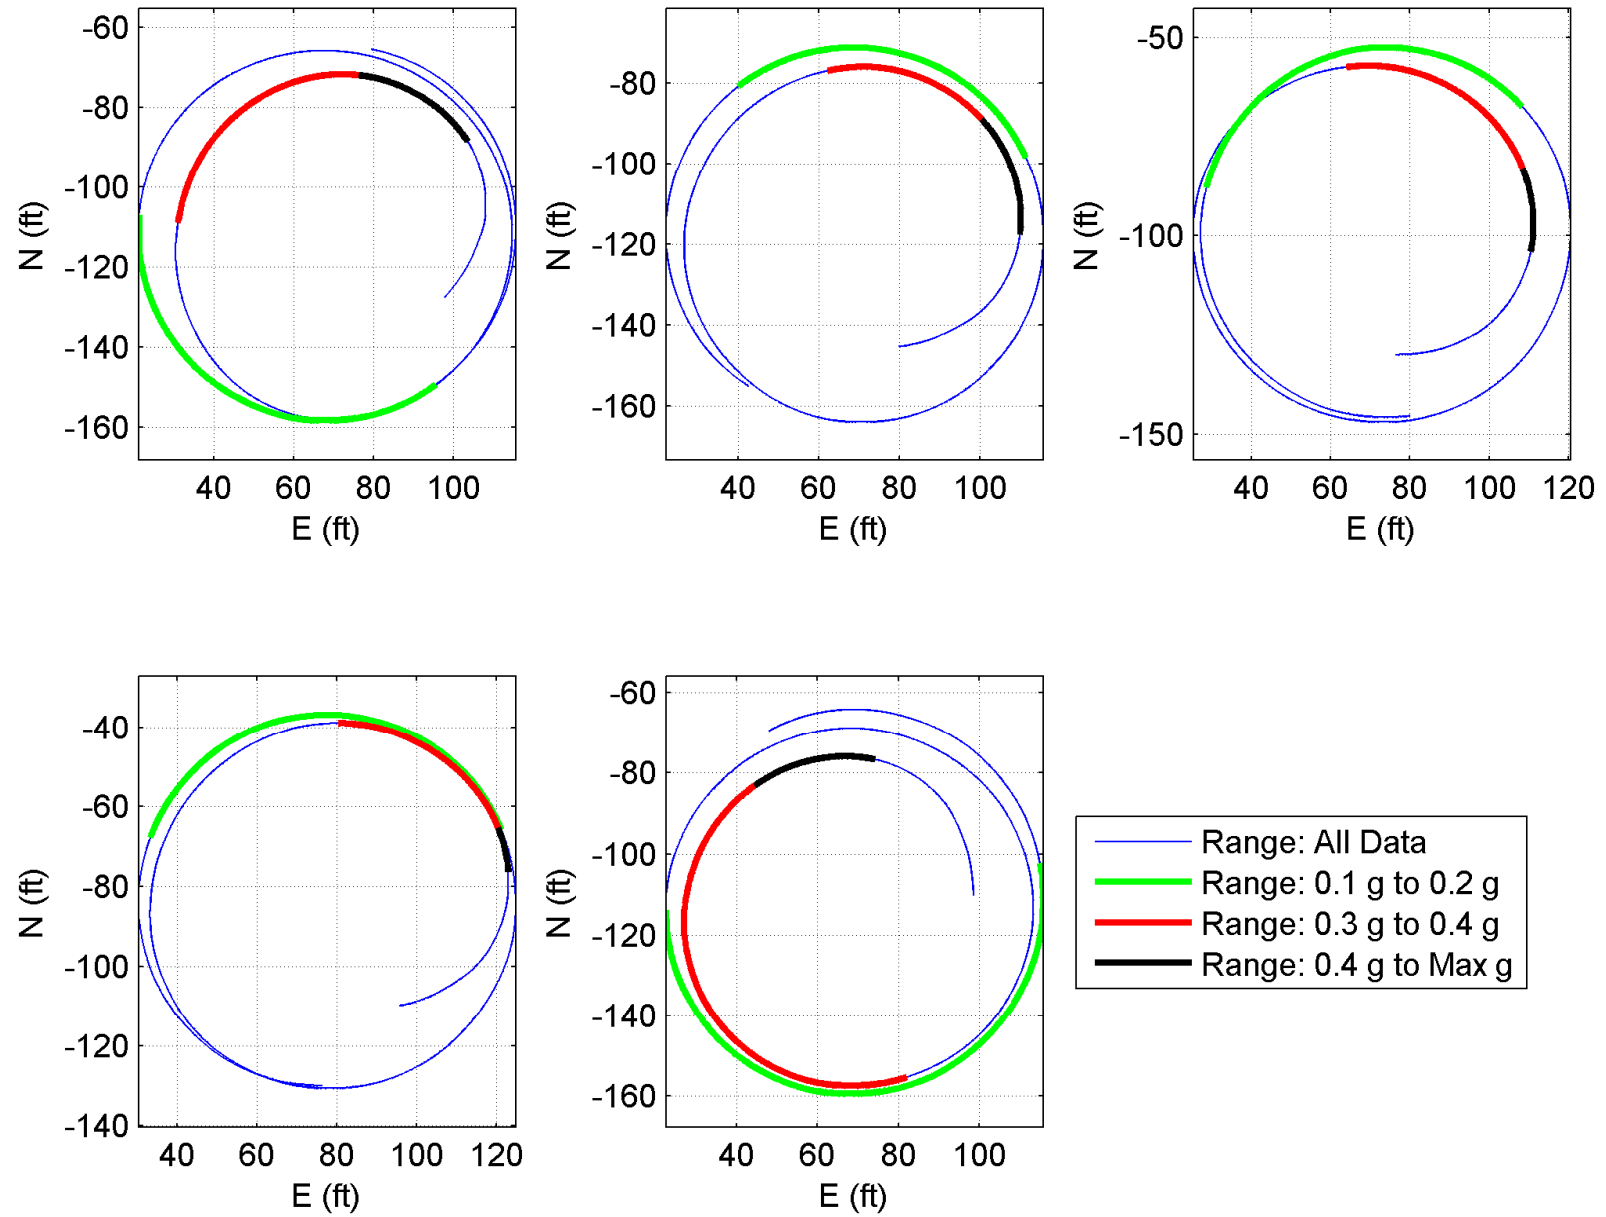 -60
-80
-100
-120
-140
-160
N (ft)
40 60 80 100
E (ft)
-80
-100
-120
-140
-160
N (ft)
40 60 80 100
E (ft)
-50
-100
-150
N (ft)
40 60 80 100 120
E (ft)
-40
-60
-80
-100
-120
-140
N (ft)
40 60 80 100 120
E (ft)
-60
-80
-100
-120
-140
-160
N (ft)
40 60 80 100
E (ft)
Range: All Data
Range: 0.1 g to 0.2 g
Range: 0.3 g to 0.4 g
Range: 0.4 g to Max g